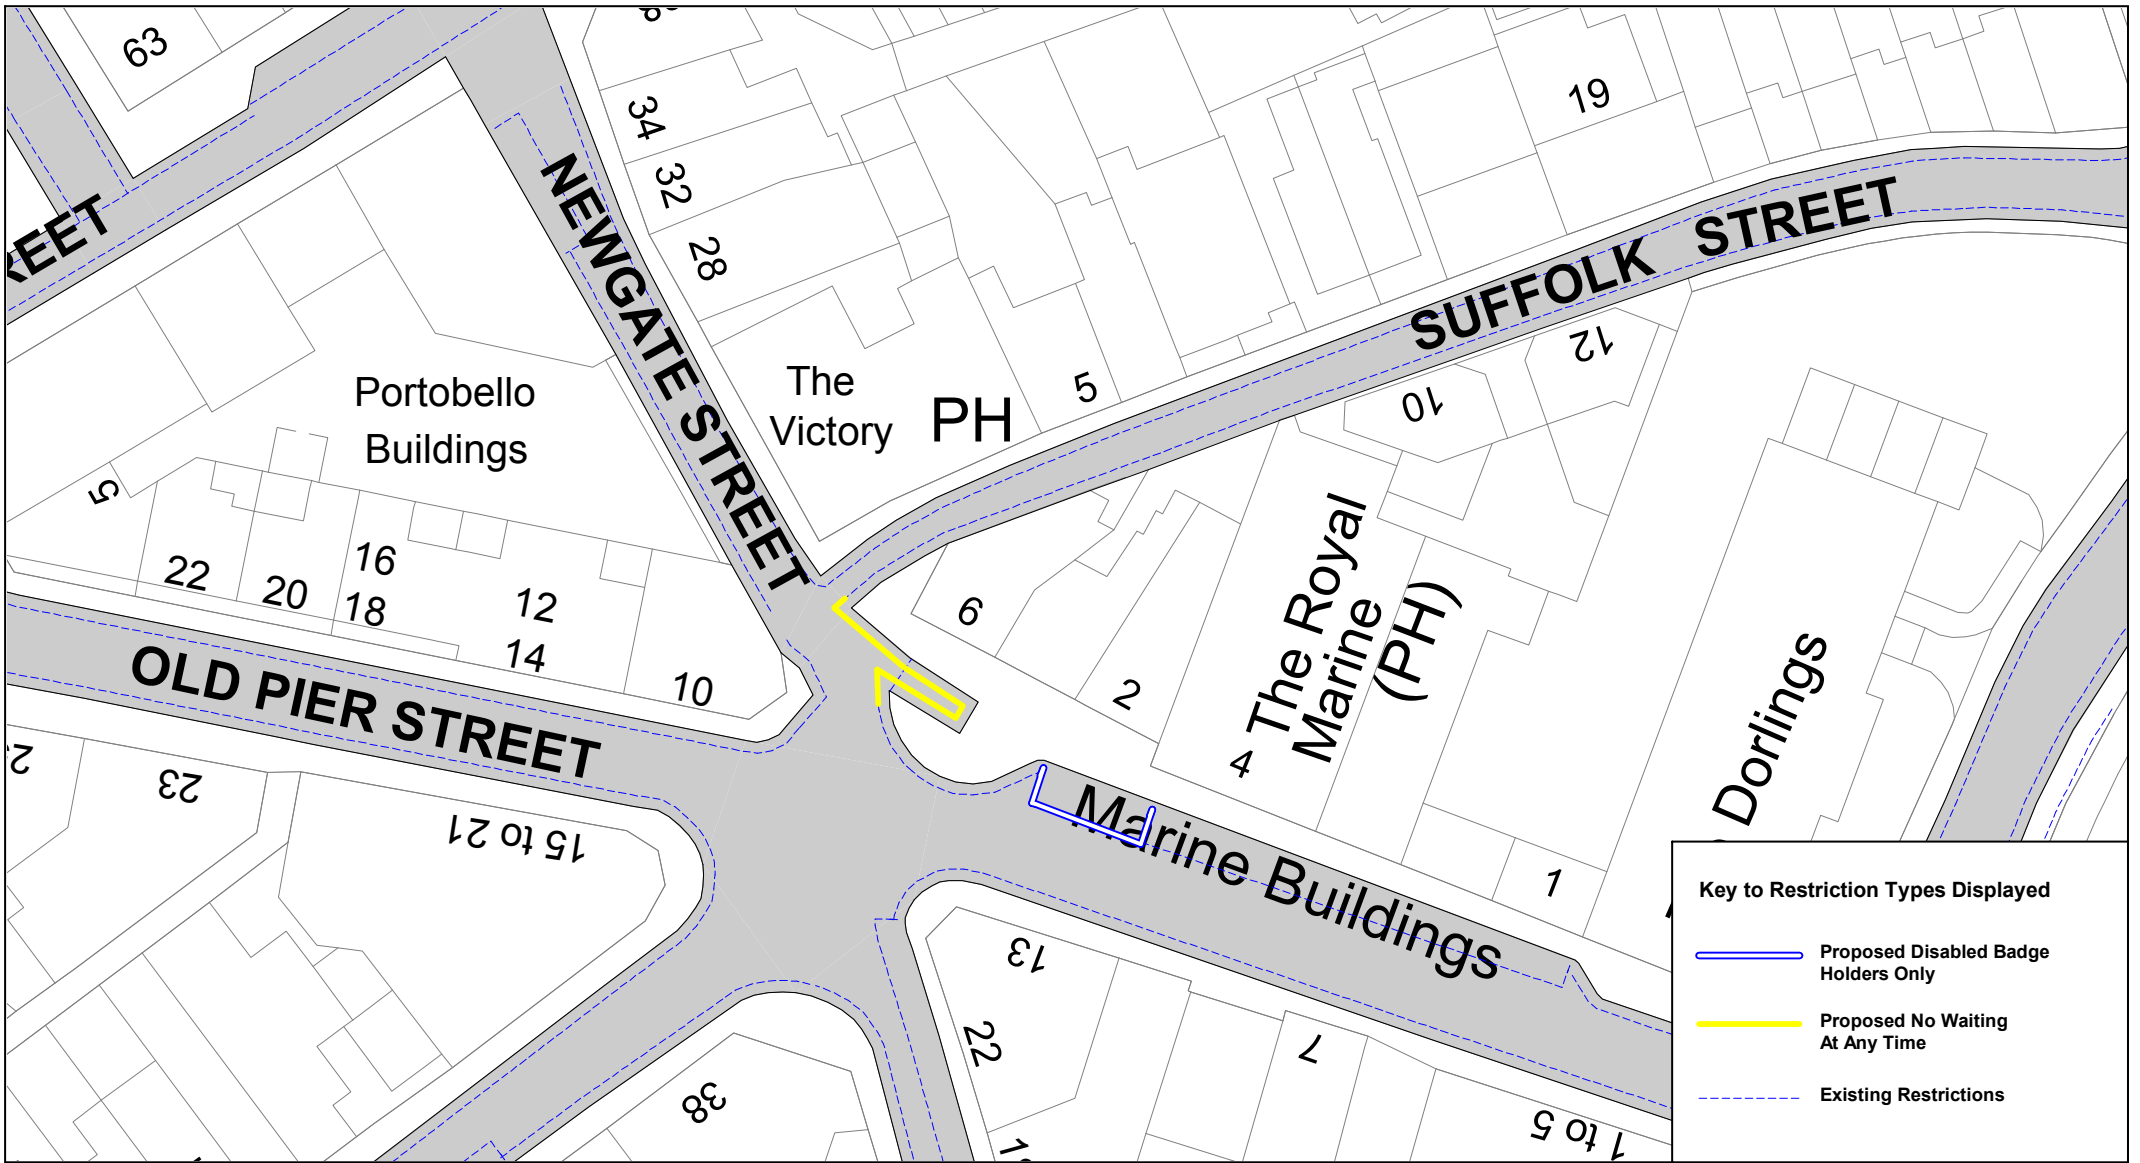 63
34
32
28
19
REET
NEWGATE STREET
SUFFOLK STREET
The
Victory
PH
5
12
10
Portobello
Buildings
5
22
20
16
18
12
14
10
OLD PIER STREET
6
2
The Royal
Marine
(PH)
4
1
Dorlings
23
15 to 21
Marine Buildings
13
22
7
38
1 to 5
Key to Restriction Types Displayed
Proposed Disabled Badge
Holders Only
Proposed No Waiting
At Any Time
Existing Restrictions